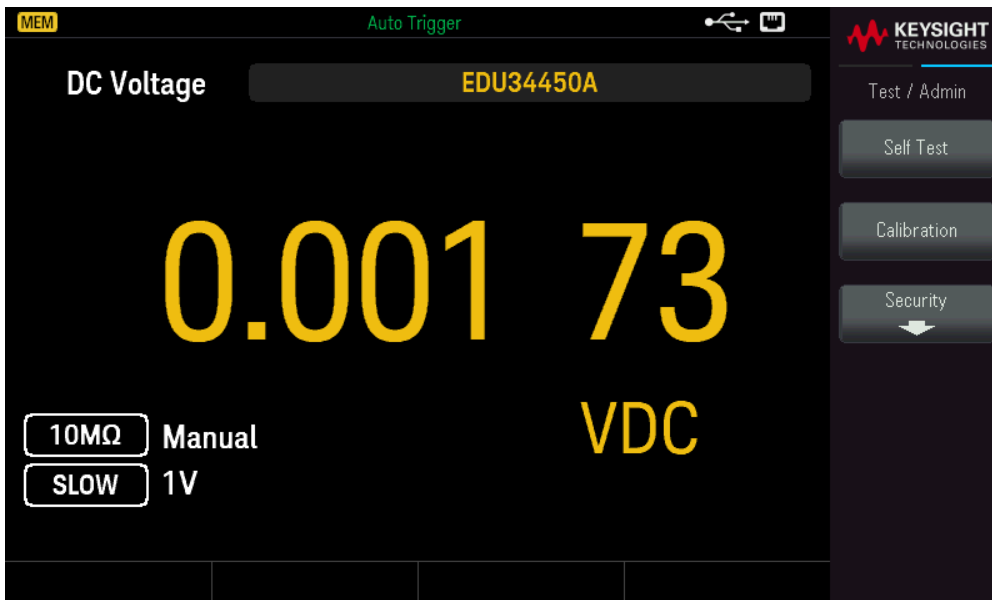 MEM
Auto Trigger
KEYSIGHT
TECHNOLOGIES
DC Voltage
EDU34450A
Test / Admin
Self Test
0.001 73
Calibration
Security
VDC
10MΩ Manual
SLOW 1V